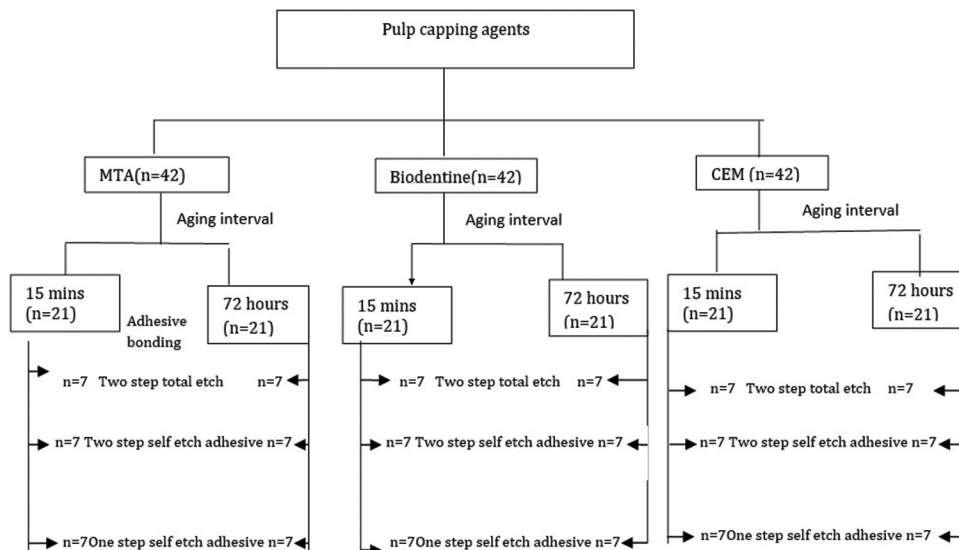 Pulp capping agents
MTA(n=42)
Biodentine(n=42)
CEM (n=42)
Aging interval
Aging interval
Aging interval
15 mins
(n=21)
72 hours
(n=21)
15 mins
(n=21)
72 hours
(n=21)
15 mins
(n=21)
72 hours
(n=21)
Adhesive
bonding
n=7 Two step total etch n=7
n=7 Two step total etch n=7
n=7 Two step total etch n=7
n=7 Two step self etch adhesive n=7
n=7 Two step self etch adhesive n=7
n=7 Two step self etch adhesive n=7
n=7One step self etch adhesive n=7
n=7One step self etch adhesive n=7
n=7One step self etch adhesive n=7